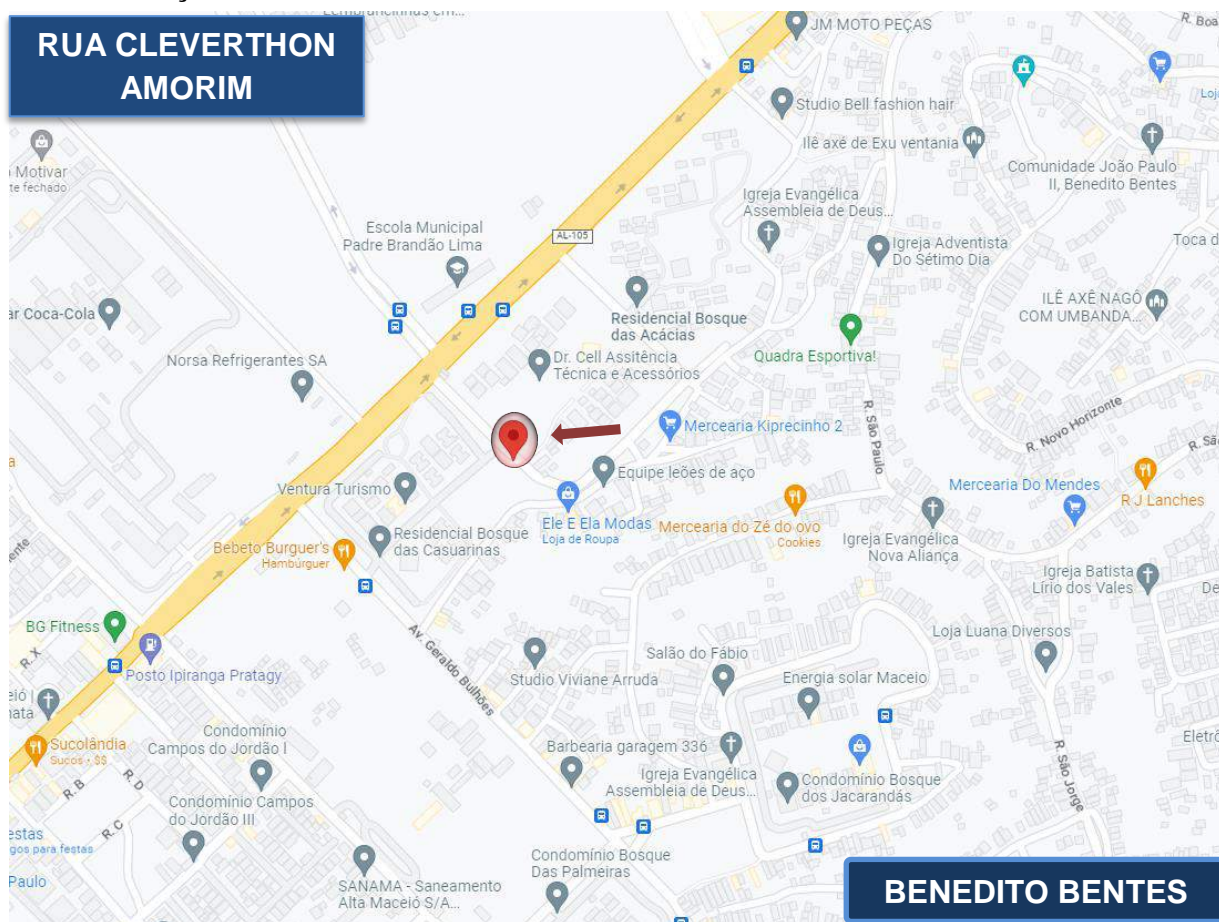 RUA CLEVERTHON
AMORIM
JM MOTO PEÇAS
Studio Bell fashion hair
Ilê axé de Exu ventania
Comunidade João Paulo
II, Benedito Bentes
Motivar
te fechado
Igreja Evangélica
Assembleia de Deus...
Escola Municipal
Padre Brandão Lima
AL-105
Igreja Adventista
Do Sétimo Dia
Toca d
ILÊ AXÊ NAGÔ
COM UMBANDA...
ar Coca-Cola
Residencial Bosque
das Acácias
Norsa Refrigerantes SA
Dr. Cell Assitência
Técnica e Acessórios
Quadra Esportiva!
R. São Paulo
R. Novo Horizonte
Mercearia Kiprecinho 2
Equipe leões de aço
Ventura Turismo
Mercearia Do Mendes
R J Lanches
Ele E Ela Modas
Loja de Roupa
Mercearia do Zé do ovo
Cookies
Residencial Bosque
das Casuarinas
Igreja Evangélica
Nova Aliança
Bebeto Burguer's
Hambúrguer
Igreja Batista
Lírio dos Vales
De
BG Fitness
R. X
Av. Geraldo Bulhões
Loja Luana Diversos
Posto Ipiranga Pratagy
Studio Viviane Arruda
Salão do Fábio
Energia solar Maceio
Condomínio
Campos do Jordão I
Sucolândia
Sucos · $$
Barbearia garagem 336
Igreja Evangélica
Assembleia de Deus...
Condomínio Bosque
dos Jacarandás
R. São Jorge
Eletrô
R. B
R. D
R. C
Condomínio Campos
do Jordão III
estas
gos para festas
Paulo
Condomínio Bosque
Das Palmeiras
SANAMA - Saneamento
Alta Maceió S/A...
BENEDITO BENTES